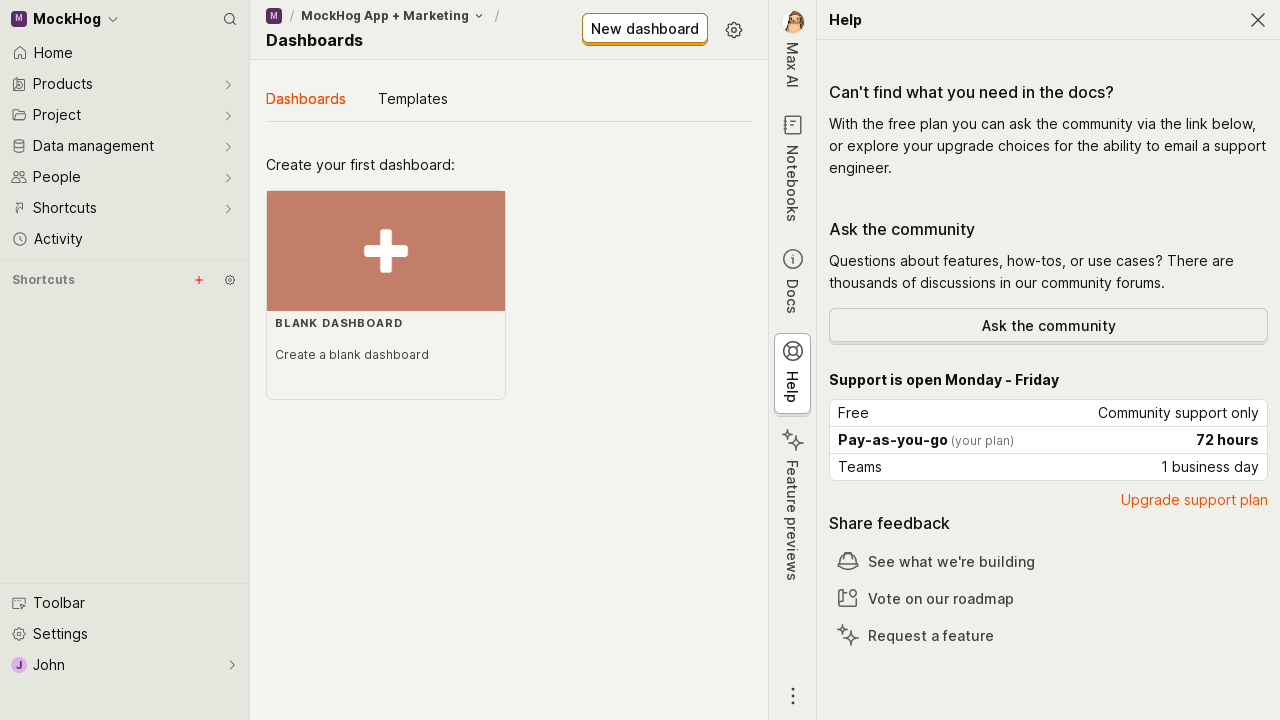 M MockHog
Home
Products
Project
Data management
People
Shortcuts
Activity
Shortcuts
Toolbar
Settings
J John
M / MockHog App + Marketing /
Dashboards
New dashboard
Dashboards
Templates
Create your first dashboard:
BLANK DASHBOARD
Create a blank dashboard
Max AI
Notebooks
Docs
Help
Feature previews
Help
Can't find what you need in the docs?
With the free plan you can ask the community via the link below,
or explore your upgrade choices for the ability to email a support
engineer.
Ask the community
Questions about features, how-tos, or use cases? There are
thousands of discussions in our community forums.
Ask the community
Support is open Monday - Friday
Free Community support only
Pay-as-you-go (your plan) 72 hours
Teams 1 business day
Upgrade support plan
Share feedback
See what we're building
Vote on our roadmap
Request a feature